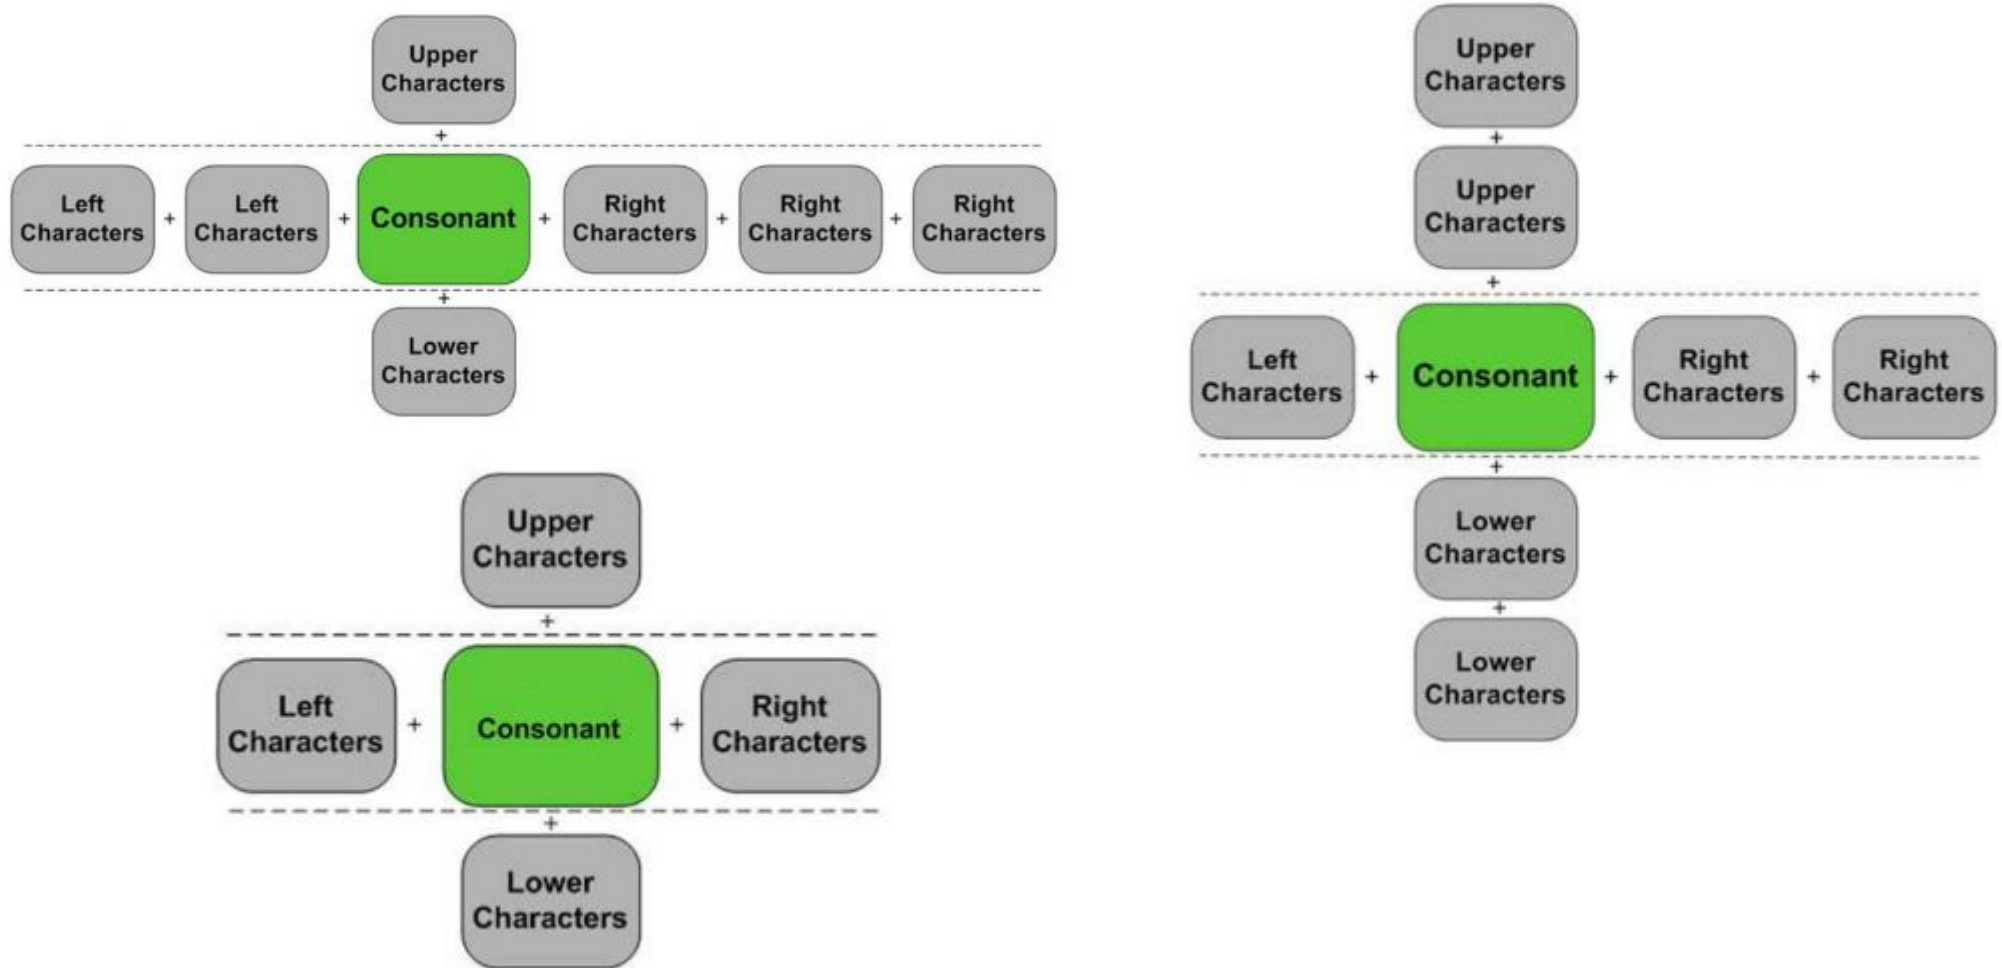 Upper
Characters
+
Left
Characters
+
Left
Characters
+
Consonant
+
Right
Characters
+
Right
Characters
+
Right
Characters
+
Lower
Characters
Upper
Characters
+
Left
Characters
+
Consonant
+
Right
Characters
+
Lower
Characters
Upper
Characters
+
Upper
Characters
+
Left
Characters
+
Consonant
+
Right
Characters
+
Right
Characters
+
Lower
Characters
+
Lower
Characters